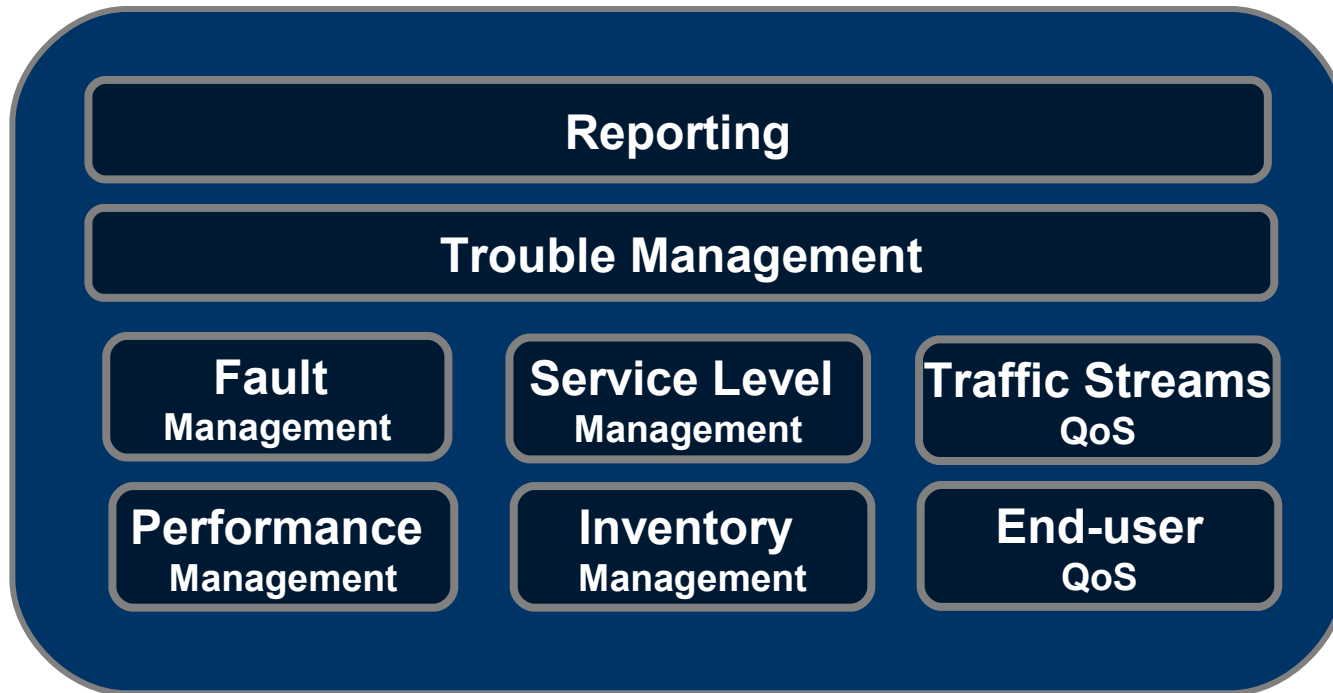 Reporting
Trouble Management
Fault
Management
Service Level
Management
Traffic Streams
QoS
Performance
Management
Inventory
Management
End-user
QoS